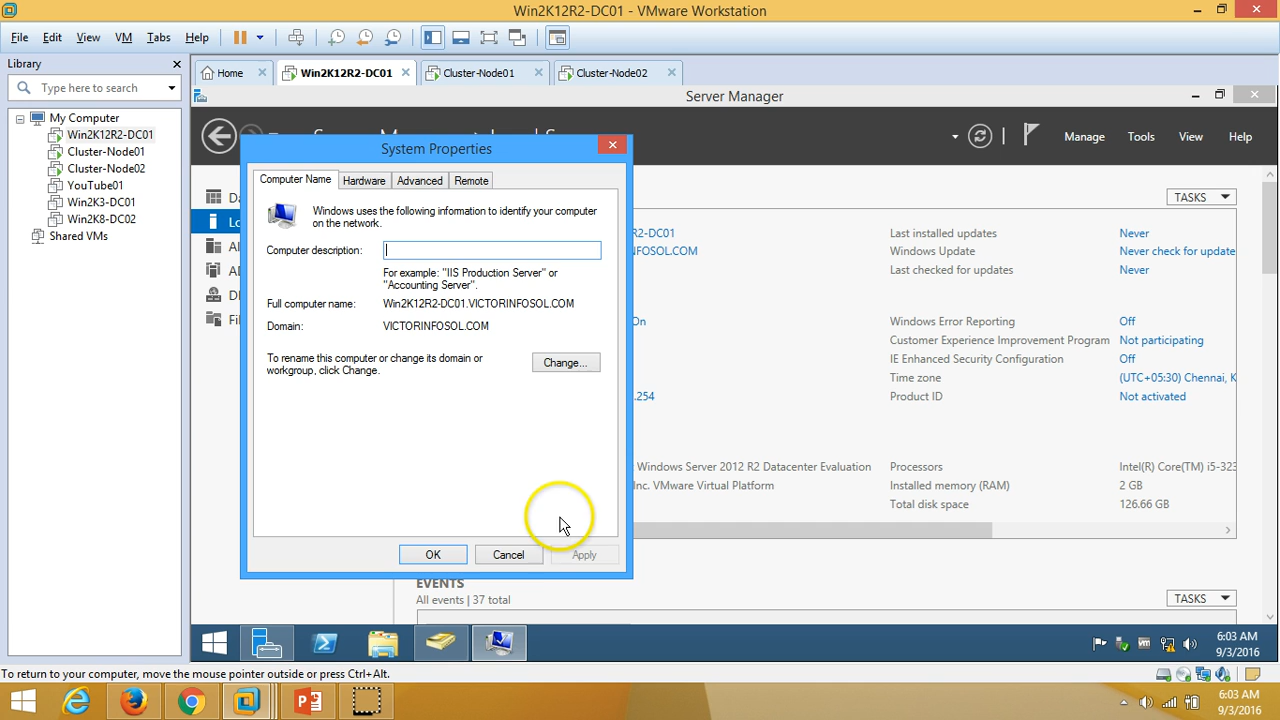 Win2K12R2-DC01 - VMware Workstation
File Edit View VM Tabs Help
Library
Type here to search
My Computer
Win2K12R2-DC01
Cluster-Node01
Cluster-Node02
YouTube01
Win2K3-DC01
Win2K8-DC02
Shared VMs
Home Win2K12R2-DC01 Cluster-Node01 Cluster-Node02
Server Manager
Manage Tools View Help
System Properties
Computer Name Hardware Advanced Remote
Windows uses the following information to identify your computer
on the network.
Computer description:
For example: "IIS Production Server" or
"Accounting Server".
Full computer name: Win2K12R2-DC01.VICTORINFOSOL.COM
Domain: VICTORINFOSOL.COM
To rename this computer or change its domain or
workgroup, click Change.
Change...
OK Cancel Apply
TASKS
R2-DC01 Last installed updates Never
NFOSOL.COM Windows Update Never check for update
Last checked for updates Never
On Windows Error Reporting Off
Customer Experience Improvement Program Not participating
IE Enhanced Security Configuration Off
Time zone (UTC+05:30) Chennai, K
.254 Product ID Not activated
Windows Server 2012 R2 Datacenter Evaluation Processors Intel(R) Core(TM) i5-323
Inc. VMware Virtual Platform Installed memory (RAM) 2 GB
Total disk space 126.66 GB
EVENTS
All events | 37 total
TASKS
6:03 AM
9/3/2016
To return to your computer, move the mouse pointer outside or press Ctrl+Alt.
6:03 AM
9/3/2016